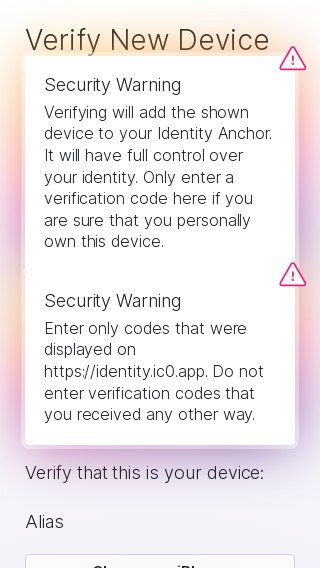 Verify New Device
Security Warning
Verifying will add the shown
device to your Identity Anchor.
It will have full control over
your identity. Only enter a
verification code here if you
are sure that you personally
own this device.
Security Warning
Enter only codes that were
displayed on
https://identity.ic0.app. Do not
enter verification codes that
you received any other way.
Verify that this is your device:
Alias